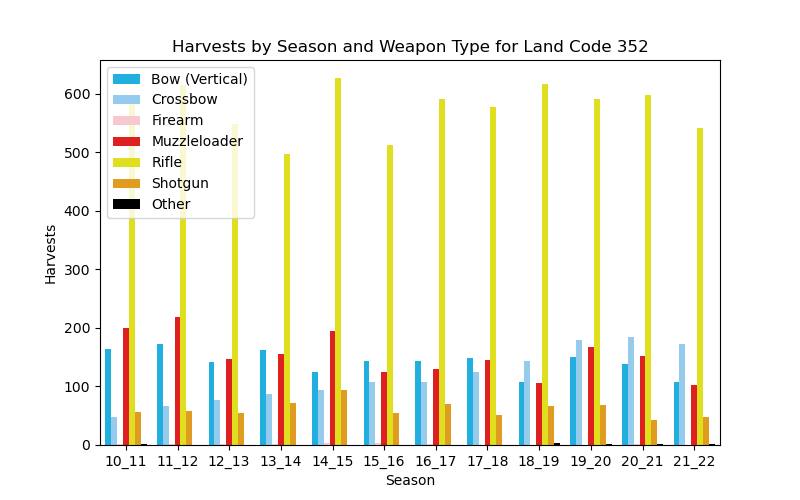 Harvests by Season and Weapon Type for Land Code 352
Bow (Vertical)
Crossbow
Firearm
Muzzleloader
Rifle
Shotgun
Other
600
500
400
300
200
100
0
Harvests
10_11 11_12 12_13 13_14 14_15 15_16 16_17 17_18 18_19 19_20 20_21 21_22
Season